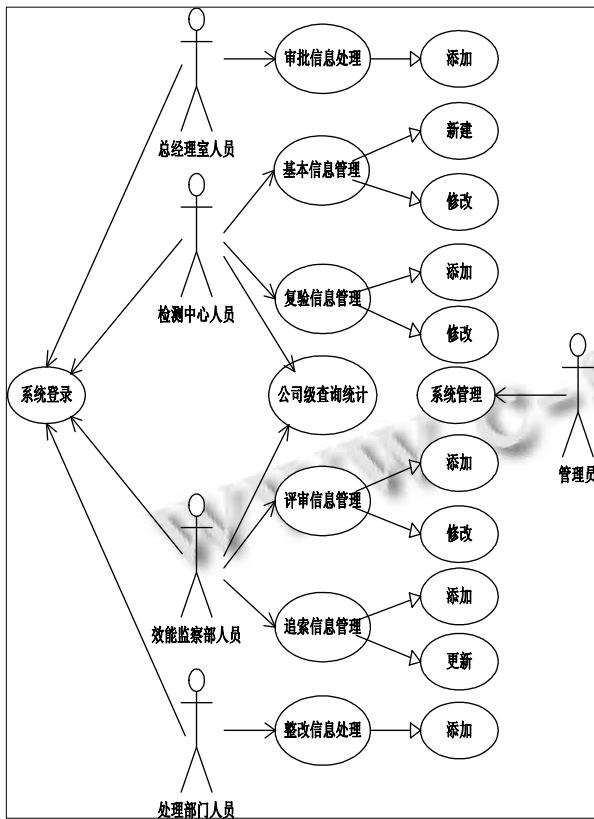 审批信息处理
添加
总经理室人员
新建
基本信息管理
修改
检测中心人员
添加
复验信息管理
修改
系统登录
公司级查询统计
系统管理
管理员
添加
评审信息管理
修改
效能监察部人员
添加
追索信息管理
更新
整改信息处理
添加
处理部门人员
www c-